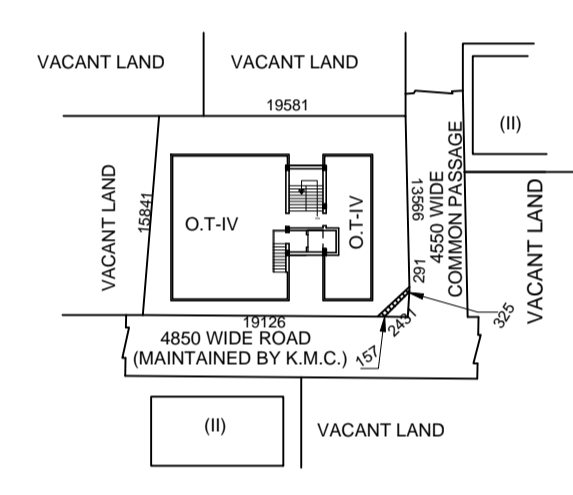 VACANT LAND
VACANT LAND
19581
(II)
VACANT LAND
15841
O.T-IV
O.T-IV
13566
291
4550 WIDE
COMMON PASSAGE
VACANT LAND
19126
2431
325
157
4850 WIDE ROAD
(MAINTAINED BY K.M.C.)
(II)
VACANT LAND